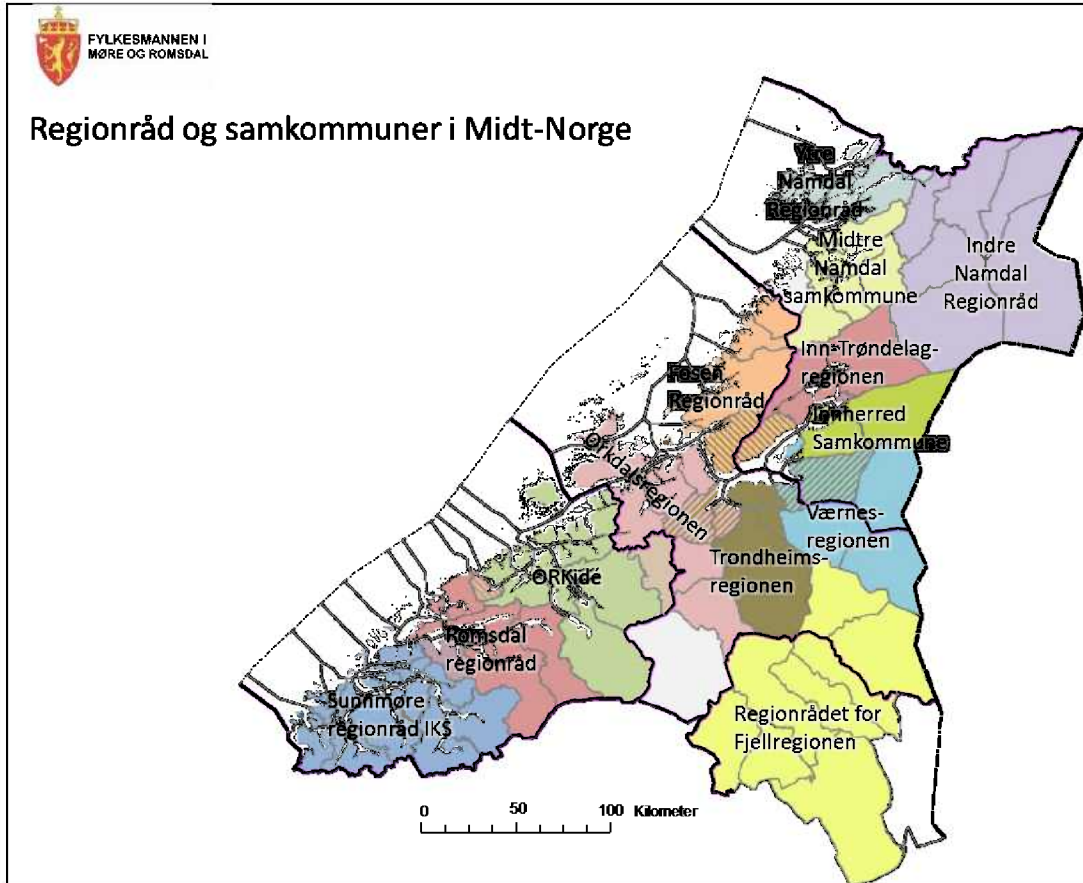 FYLKESMANNEN I
MØRE OG ROMSDAL
Regionråd og samkommuner i Midt-Norge
Ytre
Namdal
Regionråd
Midtre
Namdal
samkommune
Indre
Namdal
Regionråd
Inn-Trøndelag-
regionen
Fosen
Regionråd
Innherred
Samkommune
Orkdalsregionen
Værnes-
regionen
Trondheims-
regionen
ORKide
Romsdal
regionråd
Sunnmøre
regionråd IKS
Regionrådet for
Fjellregionen
0 50 100 Kilometer